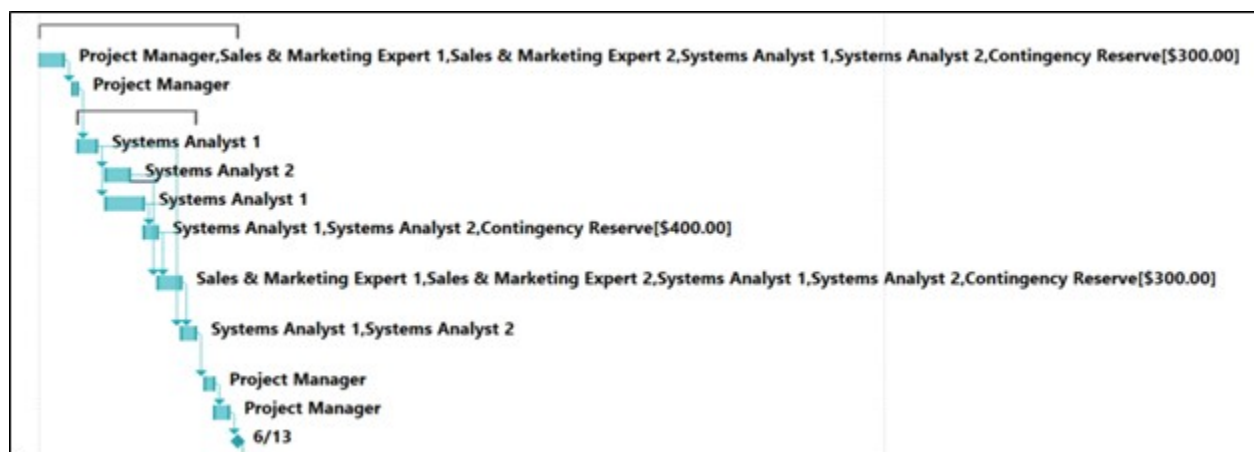 Project Manager,Sales & Marketing Expert 1,Sales & Marketing Expert 2,Systems Analyst 1,Systems Analyst 2,Contingency Reserve[$300.00]
Project Manager
Systems Analyst 1
Systems Analyst 2
Systems Analyst 1
Systems Analyst 1,Systems Analyst 2,Contingency Reserve[$400.00]
Sales & Marketing Expert 1,Sales & Marketing Expert 2,Systems Analyst 1,Systems Analyst 2,Contingency Reserve[$300.00]
Systems Analyst 1,Systems Analyst 2
Project Manager
Project Manager
6/13